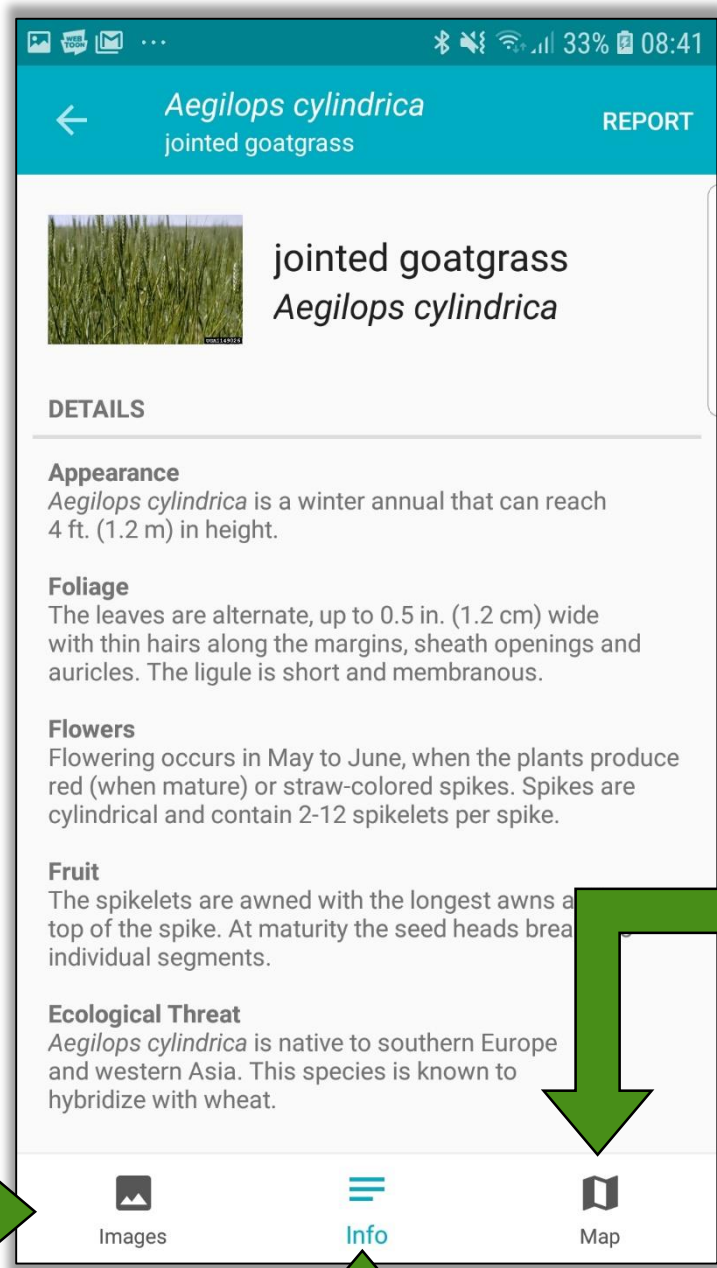 WEB
TOON
33% 08:41
Aegilops cylindrica
jointed goatgrass
REPORT
jointed goatgrass
Aegilops cylindrica
DETAILS
Appearance
Aegilops cylindrica is a winter annual that can reach
4 ft. (1.2 m) in height.
Foliage
The leaves are alternate, up to 0.5 in. (1.2 cm) wide
with thin hairs along the margins, sheath openings and
auricles. The ligule is short and membranous.
Flowers
Flowering occurs in May to June, when the plants produce
red (when mature) or straw-colored spikes. Spikes are
cylindrical and contain 2-12 spikelets per spike.
Fruit
The spikelets are awned with the longest awns a
top of the spike. At maturity the seed heads brea
individual segments.
Ecological Threat
Aegilops cylindrica is native to southern Europe
and western Asia. This species is known to
hybridize with wheat.
Images
Info
Map